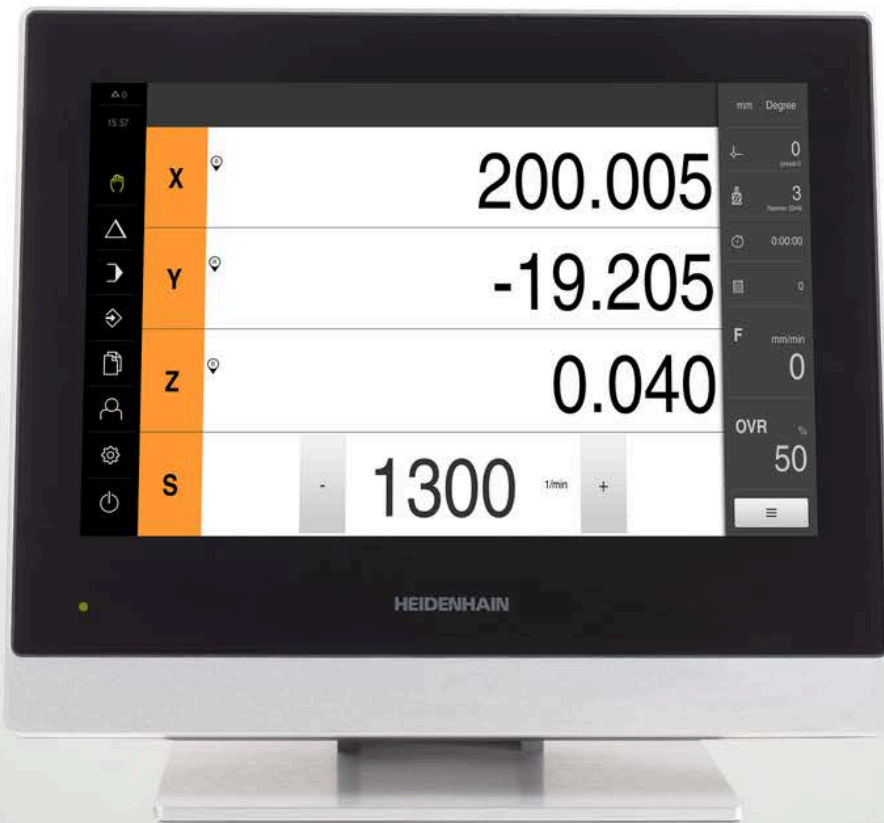 0
15:57
mm Degree
X
200.005
0
Y
-19.205
3
0:00:00
0
Z
0.040
F mm/min
0
S
- 1300 1/min +
OVR %
50
HEIDENHAIN